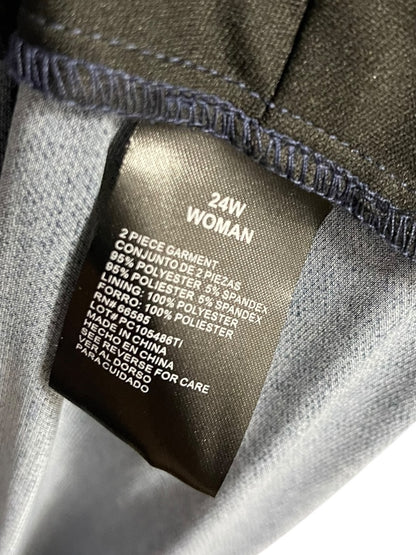 24W
WOMAN
2 PIECE GARMENT
CONJUNTO DE 2 PIEZAS
95% POLYESTER 5% SPANDEX
95% POLIESTER 5% SPANDEX
LINING: 100% POLYESTER
FORRO: 100% POLIESTER
RN# 66585
LOT# PC105486TI
MADE IN CHINA
HECHO EN CHINA
SEE REVERSE FOR CARE
VER AL DORSO
PARA CUIDADO